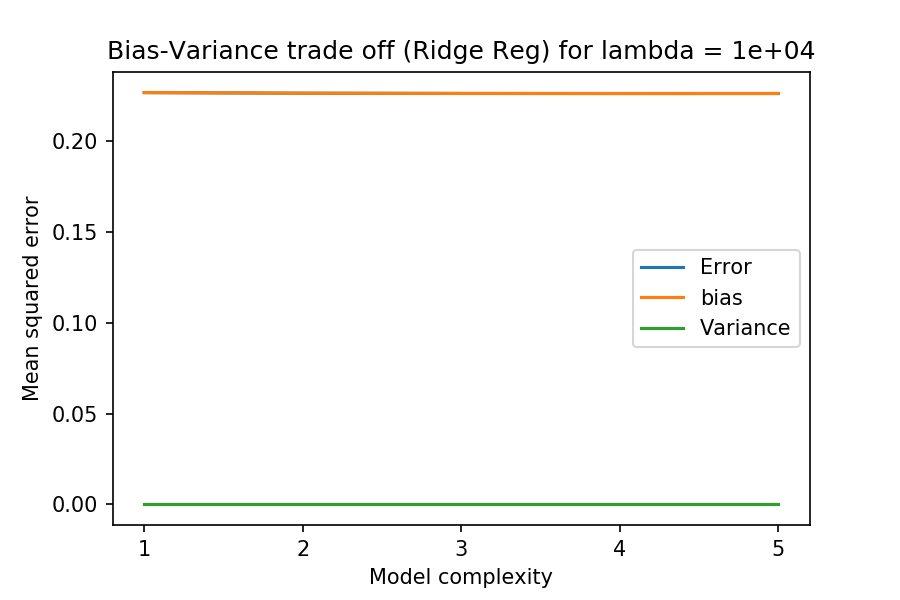 Bias-Variance trade off (Ridge Reg) for lambda = 1e+04
Mean squared error
0.20
0.15
0.10
0.05
0.00
Error
bias
Variance
1 2 3 4 5
Model complexity